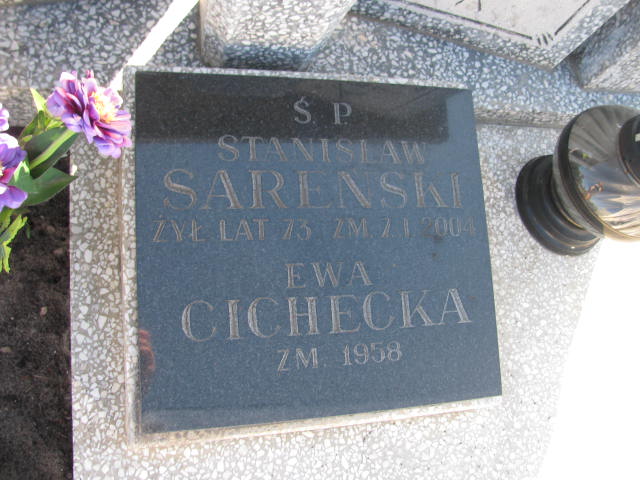 Ś. P.
STANISŁAW
SAREŃSKI
ŻYŁ LAT 73 ZM. 7. I 2004
EWA
CICHECKA
ZM. 1958